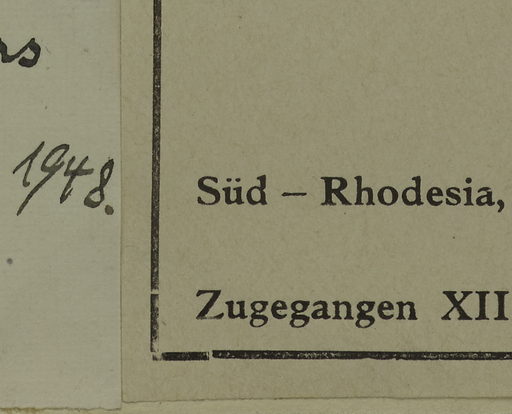 1948.
Süd – Rhodesia,
Zugegangen XII